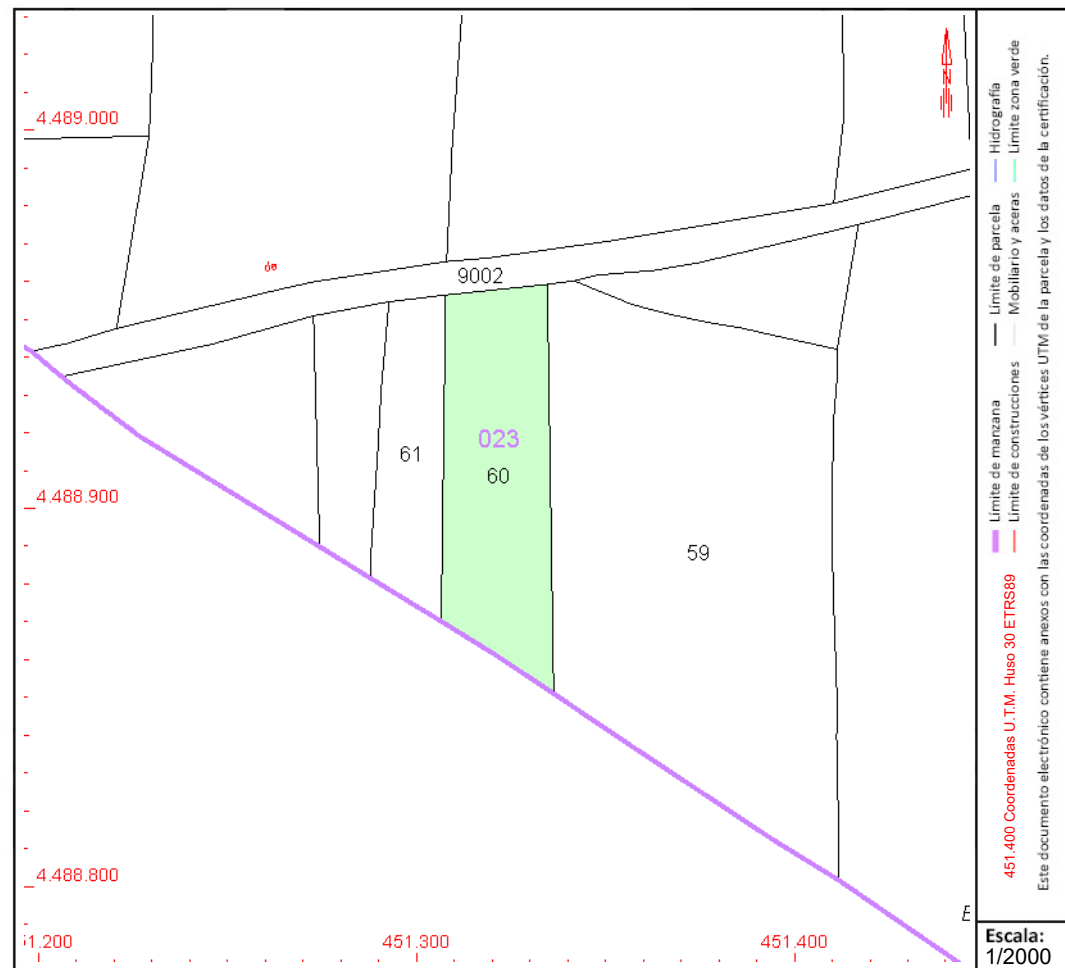 4.489.000
N
de
9002
023
61
60
4.488.900
59
4.488.800
E
51.200
451.300
451.400
Límite de manzana
Límite de parcela
Hidrografía
Límite de construcciones
Mobiliario y aceras
Límite zona verde
451.400 Coordenadas U.T.M. Huso 30 ETRS89
Este documento electrónico contiene anexos con las coordenadas de los vértices UTM de la parcela y los datos de la certificación.
Escala:
1/2000